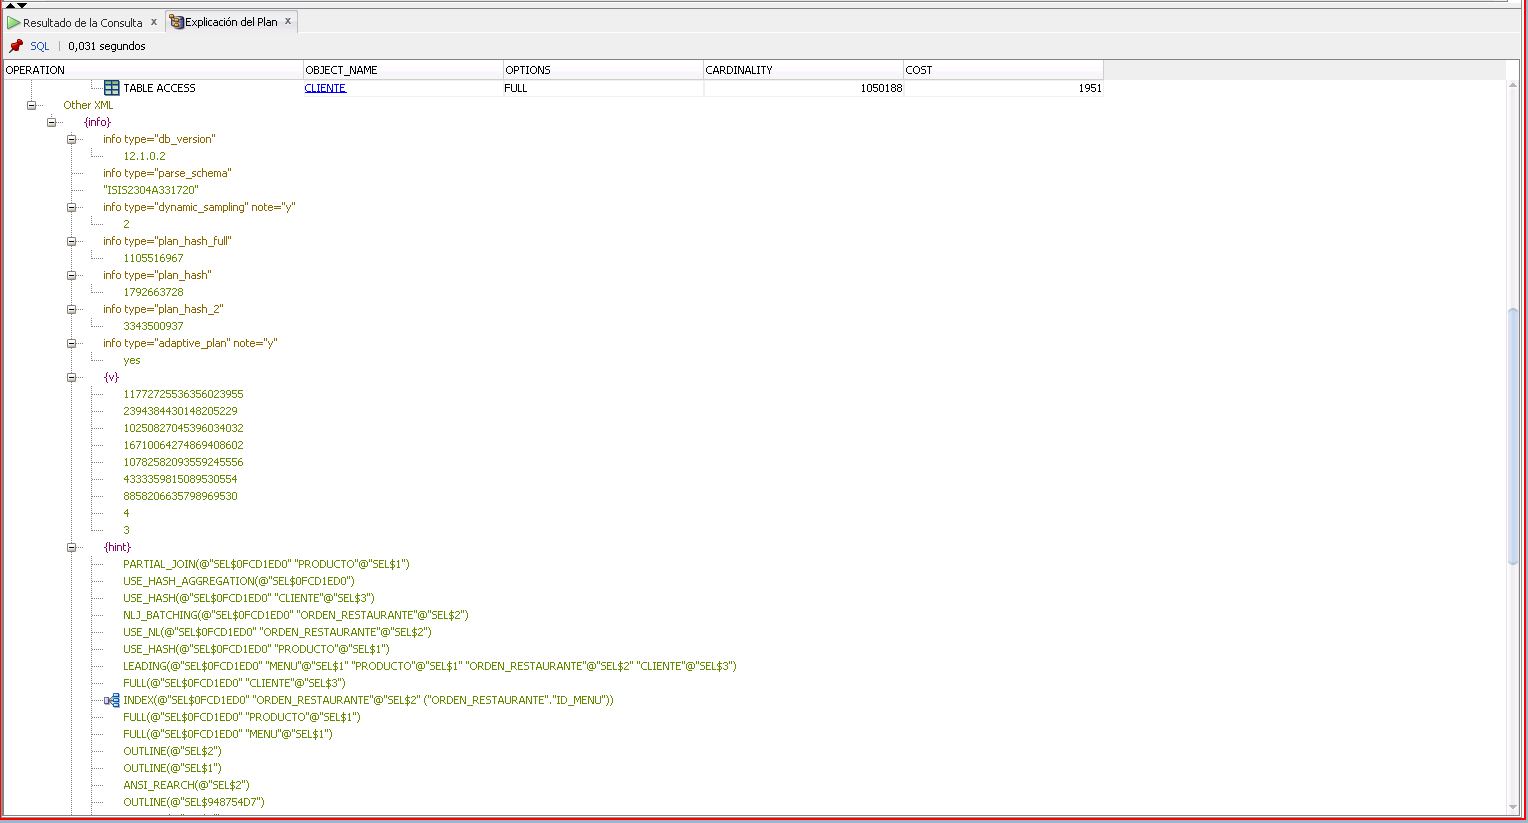 Resultado de la Consulta x Explicación del Plan x
SQL 0,031 segundos
OPERATION OBJECT_NAME OPTIONS CARDINALITY COST
TABLE ACCESS CLIENTE FULL 1050188 1951
Other XML
{info}
info type="db_version"
12.1.0.2
info type="parse_schema"
"ISIS2304A331720"
info type="dynamic_sampling" note="y"
2
info type="plan_hash_full"
1105516967
info type="plan_hash"
1792663728
info type="plan_hash_2"
3343500937
info type="adaptive_plan" note="y"
yes
{v}
11772725536356023955
2394384430148205229
10250827045396034032
16710064274869408602
10782582093559245556
4333359815089530554
8858206635798969530
4
3
{hint}
PARTIAL_JOIN(@"SEL$0FCD1ED0" "PRODUCTO"@"SEL$1")
USE_HASH_AGGREGATION(@"SEL$0FCD1ED0")
USE_HASH(@"SEL$0FCD1ED0" "CLIENTE"@"SEL$3")
NLJ_BATCHING(@"SEL$0FCD1ED0" "ORDEN_RESTAURANTE"@"SEL$2")
USE_NL(@"SEL$0FCD1ED0" "ORDEN_RESTAURANTE"@"SEL$2")
USE_HASH(@"SEL$0FCD1ED0" "PRODUCTO"@"SEL$1")
LEADING(@"SEL$0FCD1ED0" "MENU"@"SEL$1" "PRODUCTO"@"SEL$1" "ORDEN_RESTAURANTE"@"SEL$2" "CLIENTE"@"SEL$3")
FULL(@"SEL$0FCD1ED0" "CLIENTE"@"SEL$3")
INDEX(@"SEL$0FCD1ED0" "ORDEN_RESTAURANTE"@"SEL$2" ("ORDEN_RESTAURANTE"."ID_MENU"))
FULL(@"SEL$0FCD1ED0" "PRODUCTO"@"SEL$1")
FULL(@"SEL$0FCD1ED0" "MENU"@"SEL$1")
OUTLINE(@"SEL$2")
OUTLINE(@"SEL$1")
ANSI_REARCH(@"SEL$2")
OUTLINE(@"SEL$948754D7")